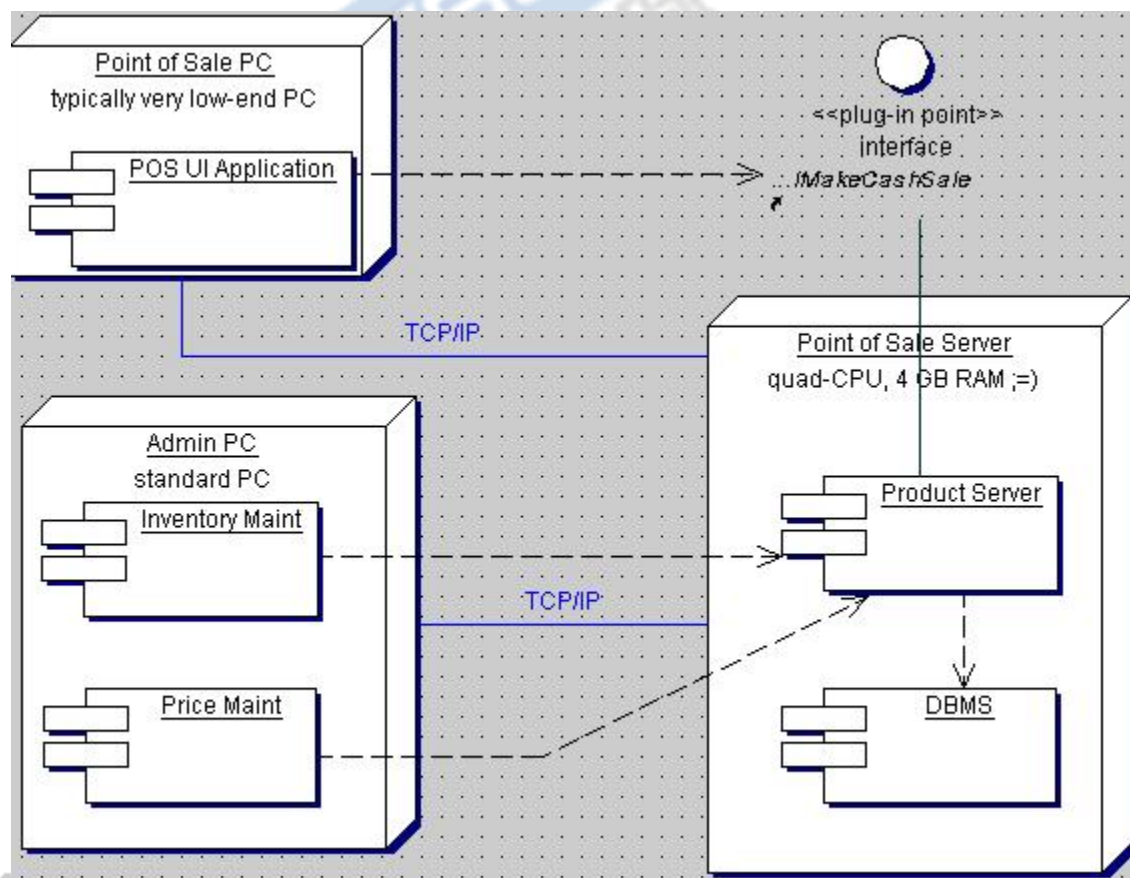 Point of Sale PC
typically very low-end PC
POS UI Application
<<plug-in point>>
interface
...IMakeCashSale
TCP/IP
Point of Sale Server
quad-CPU, 4 GB RAM ;=)
Admin PC
standard PC
Inventory Maint
Product Server
TCP/IP
Price Maint
DBMS